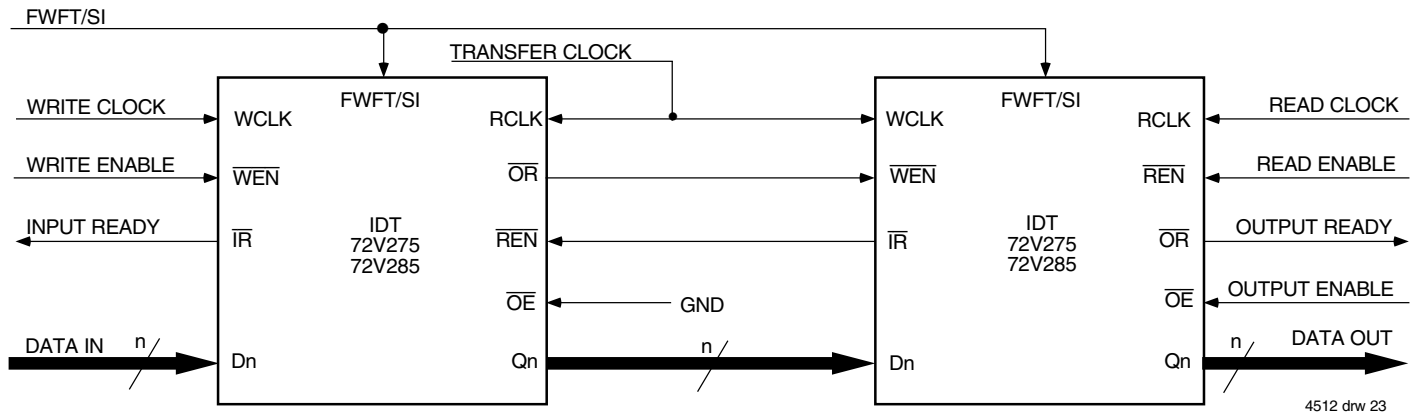 FWFT/SI
TRANSFER CLOCK
FWFT/SI
FWFT/SI
WRITE CLOCK
WCLK
RCLK
WCLK
RCLK
READ CLOCK
WRITE ENABLE
WEN
OR
WEN
REN
READ ENABLE
INPUT READY
IR
IDT
72V275
72V285
REN
IR
IDT
72V275
72V285
OR
OUTPUT READY
OE
GND
OE
OUTPUT ENABLE
DATA IN
n
Dn
Qn
n
Dn
Qn
n
DATA OUT
4512 drw 23